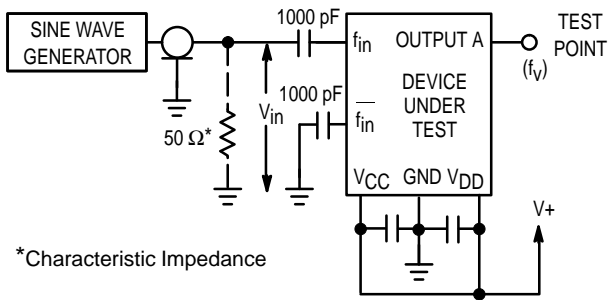 SINE WAVE
GENERATOR
50 Ω*
Vin
1000 pF
1000 pF
fin
fin
OUTPUT A
DEVICE
UNDER
TEST
VCC GND VDD
TEST
POINT
(fv)
V+
*Characteristic Impedance